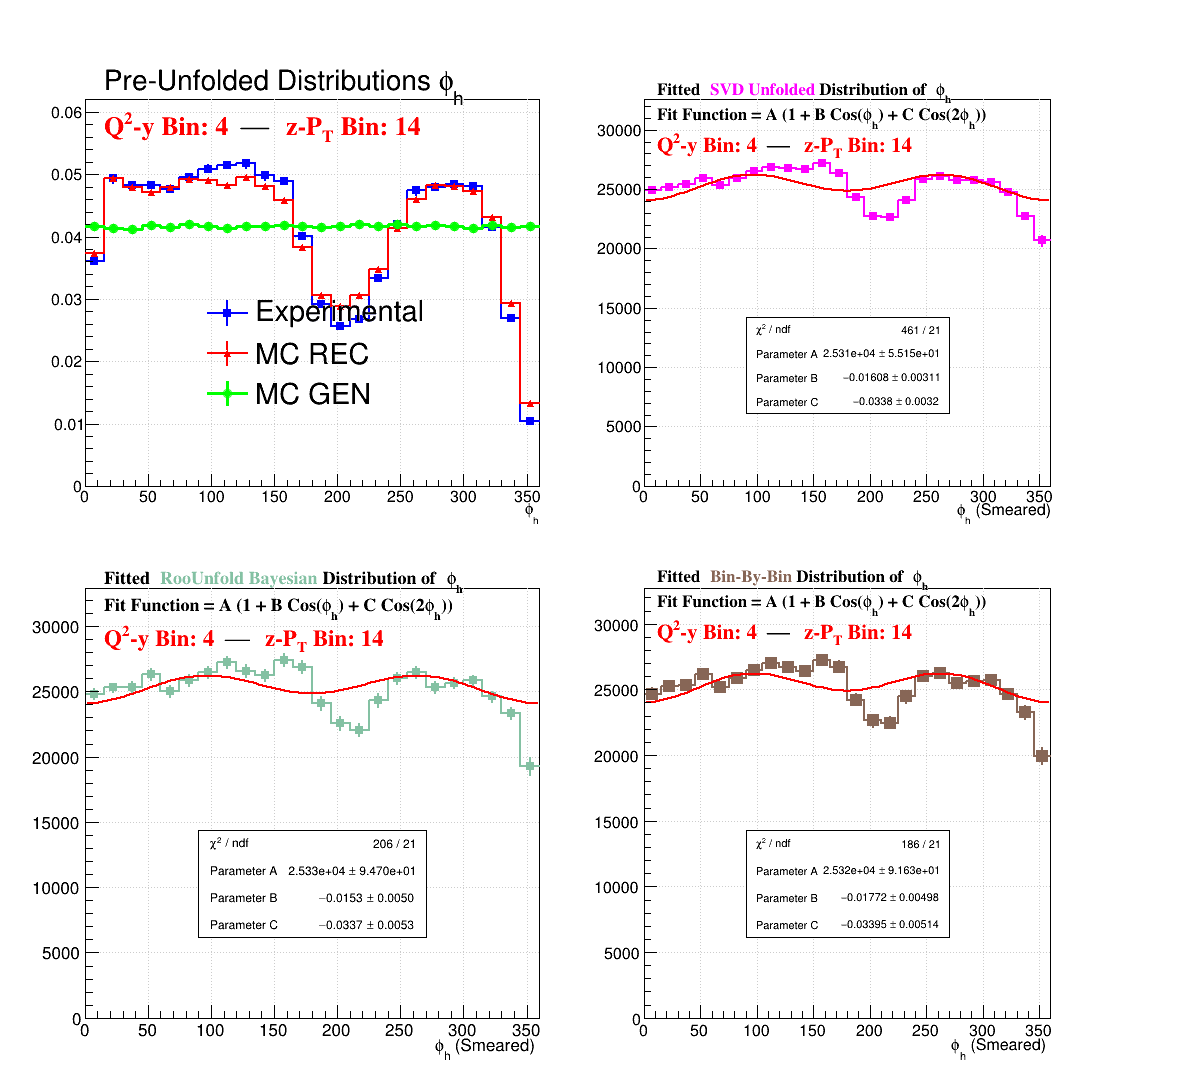 Pre-Unfolded Distributions ϕh
Q²-y Bin: 4 — z-PT Bin: 14
0.06
0.05
0.04
0.03
0.02
0.01
0
Experimental
MC REC
MC GEN
0 50 100 150 200 250 300 350
ϕh
Fitted SVD Unfolded Distribution of ϕh
Fit Function = A (1 + B Cos(ϕh) + C Cos(2ϕh))
Q²-y Bin: 4 — z-PT Bin: 14
30000
25000
20000
15000
10000
5000
0
χ² / ndf 461 / 21
Parameter A 2.531e+04 ± 5.515e+01
Parameter B −0.01608 ± 0.00311
Parameter C −0.0338 ± 0.0032
0 50 100 150 200 250 300 350
ϕh (Smeared)
Fitted RooUnfold Bayesian Distribution of ϕh
Fit Function = A (1 + B Cos(ϕh) + C Cos(2ϕh))
Q²-y Bin: 4 — z-PT Bin: 14
30000
25000
20000
15000
10000
5000
0
χ² / ndf 206 / 21
Parameter A 2.533e+04 ± 9.470e+01
Parameter B −0.0153 ± 0.0050
Parameter C −0.0337 ± 0.0053
0 50 100 150 200 250 300 350
ϕh (Smeared)
Fitted Bin-By-Bin Distribution of ϕh
Fit Function = A (1 + B Cos(ϕh) + C Cos(2ϕh))
Q²-y Bin: 4 — z-PT Bin: 14
30000
25000
20000
15000
10000
5000
0
χ² / ndf 186 / 21
Parameter A 2.532e+04 ± 9.163e+01
Parameter B −0.01772 ± 0.00498
Parameter C −0.03395 ± 0.00514
0 50 100 150 200 250 300 350
ϕh (Smeared)